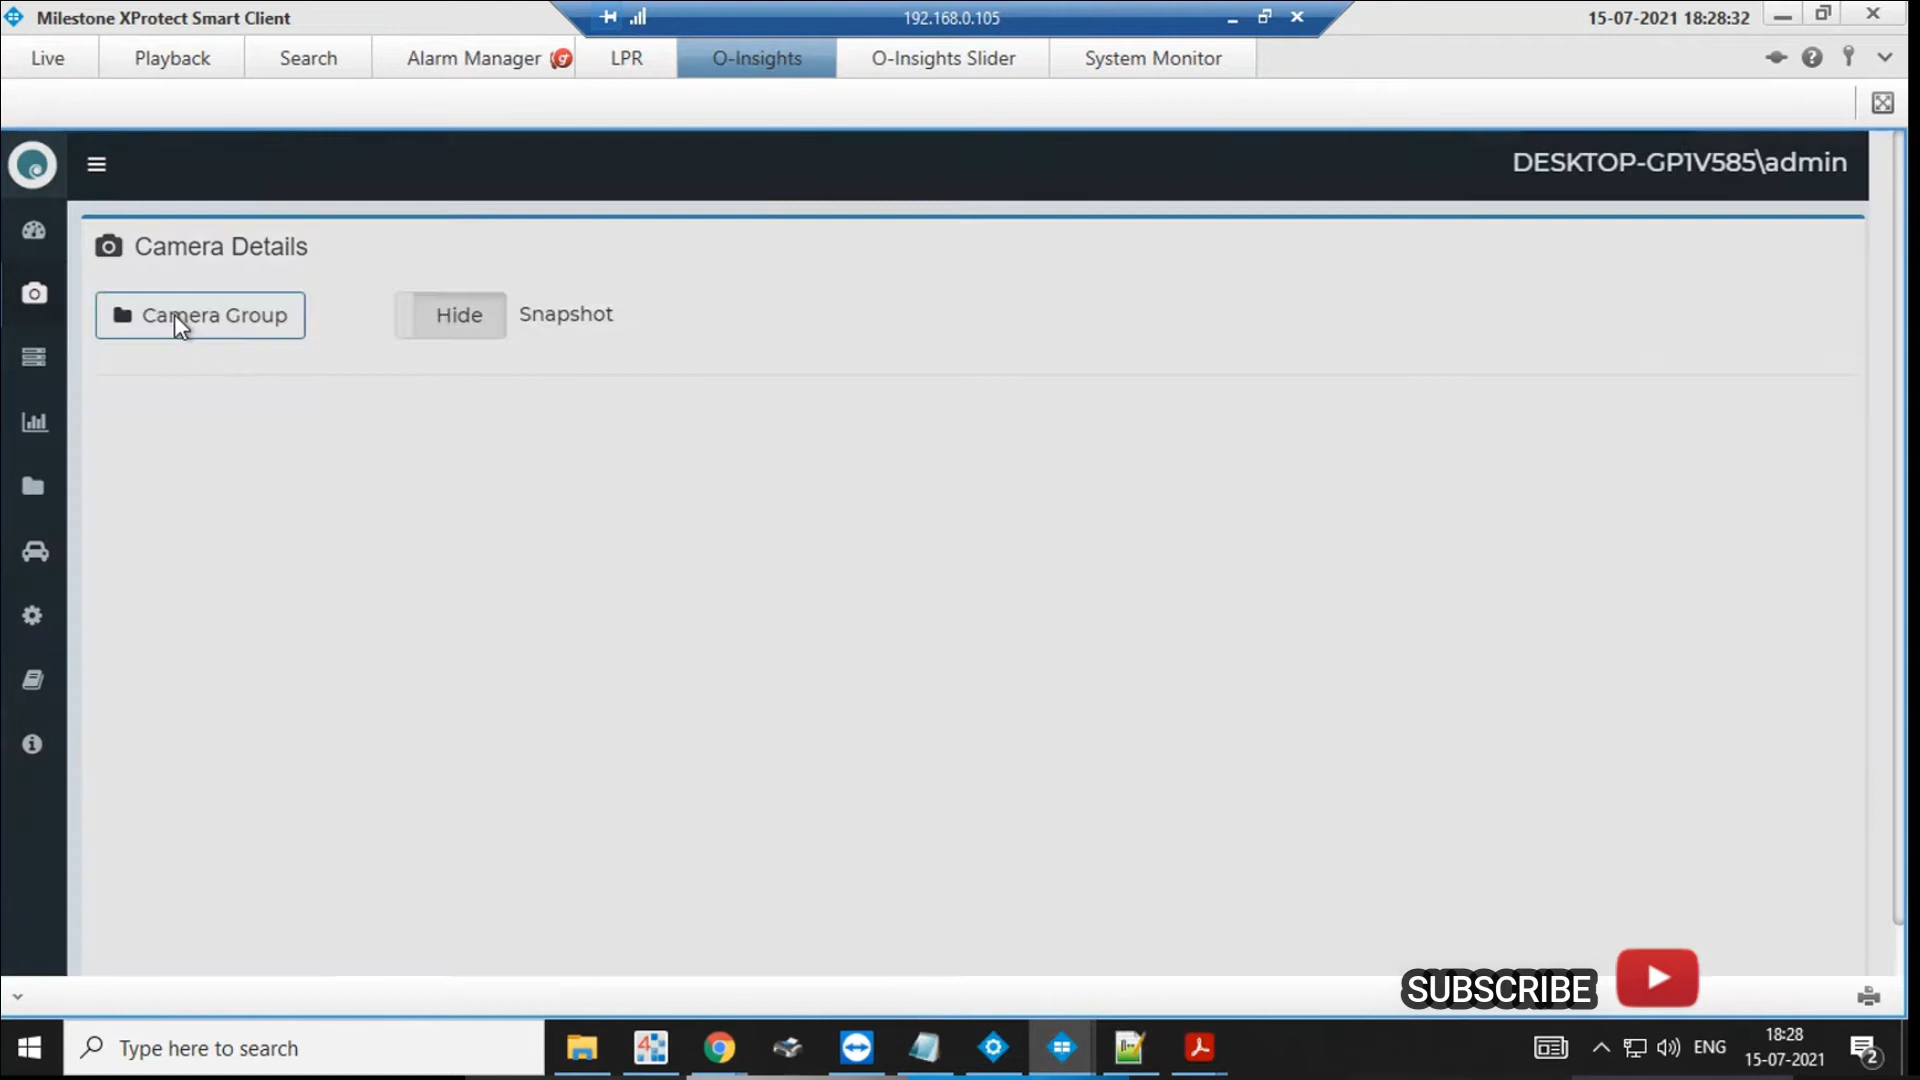 Milestone XProtect Smart Client
192.168.0.105
15-07-2021 18:28:32
Live
Playback
Search
Alarm Manager
LPR
O-Insights
O-Insights Slider
System Monitor
DESKTOP-GP1V585\admin
Camera Details
Camera Group
Hide
Snapshot
SUBSCRIBE
Type here to search
ENG
18:28
15-07-2021
2